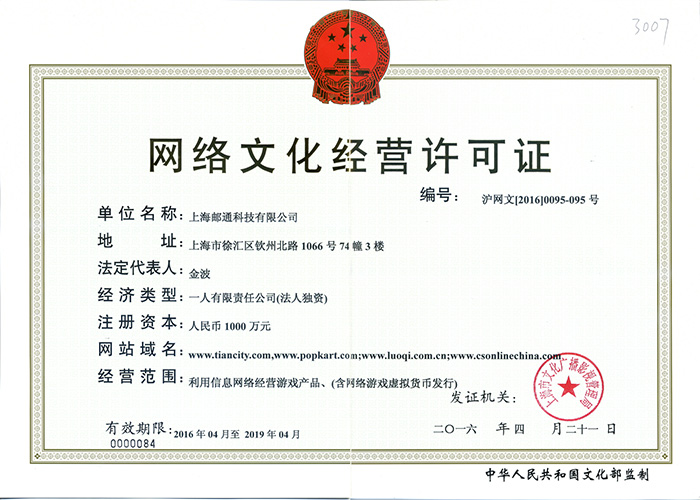 3007
网络文化经营许可证
编号: 沪网文[2016]0095-095 号
单位名称: 上海邮通科技有限公司
地 址: 上海市徐汇区钦州北路 1066 号 74 幢 3 楼
法定代表人: 金波
经济类型: 一人有限责任公司(法人独资)
注册资本: 人民币 1000 万元
网站域名: www.tiancity.com,www.popkart.com;www.luoqi.com.cn;www.csonlinechina.com
经营范围: 利用信息网络经营游戏产品、(含网络游戏虚拟货币发行)
上海市文化广播影视管理局
发证机关:
有效期限: 2016 年 04 月至 2019 年 04 月
二〇一六 年 四 月 二十一 日
0000084
中华人民共和国文化部监制